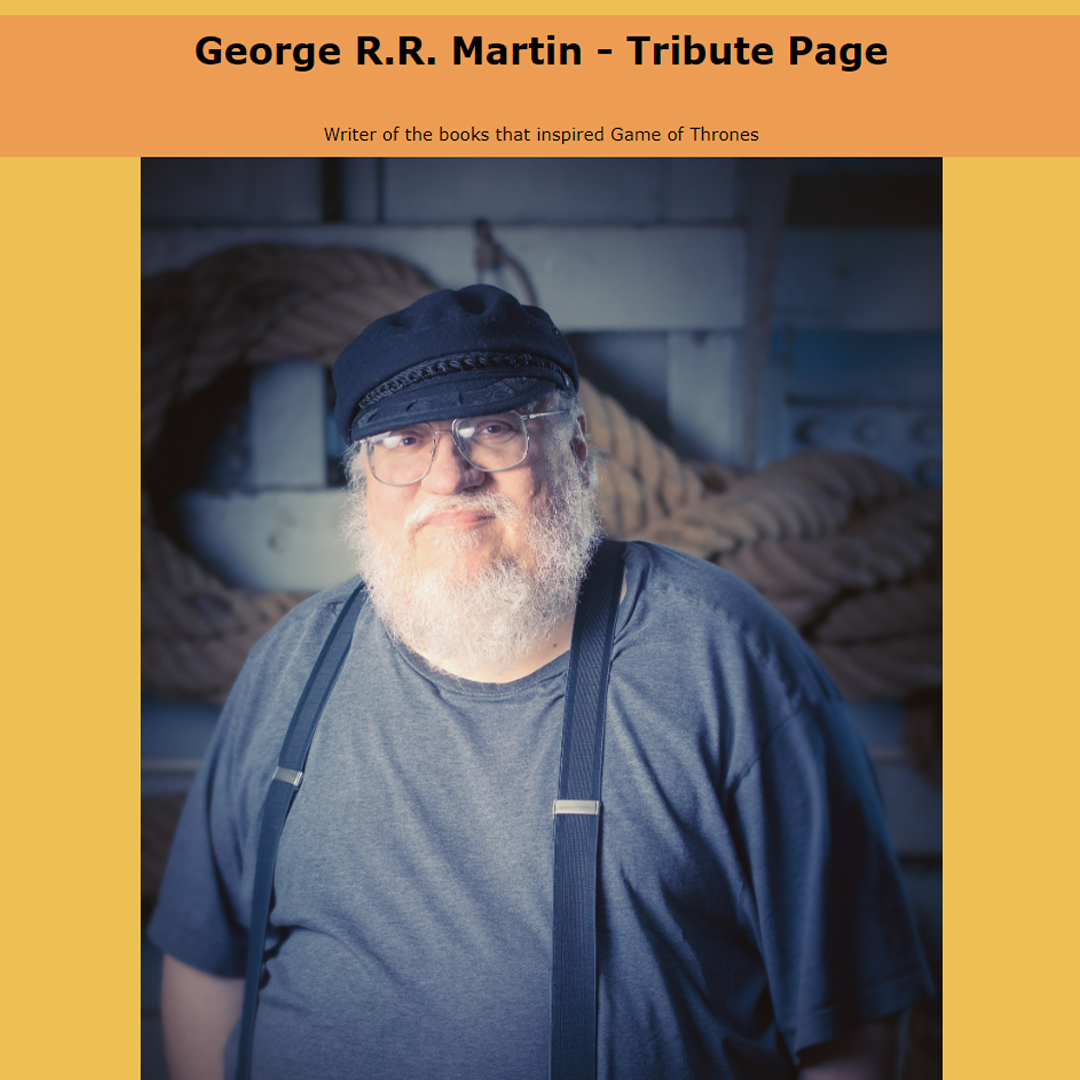 George R.R. Martin - Tribute Page
Writer of the books that inspired Game of Thrones